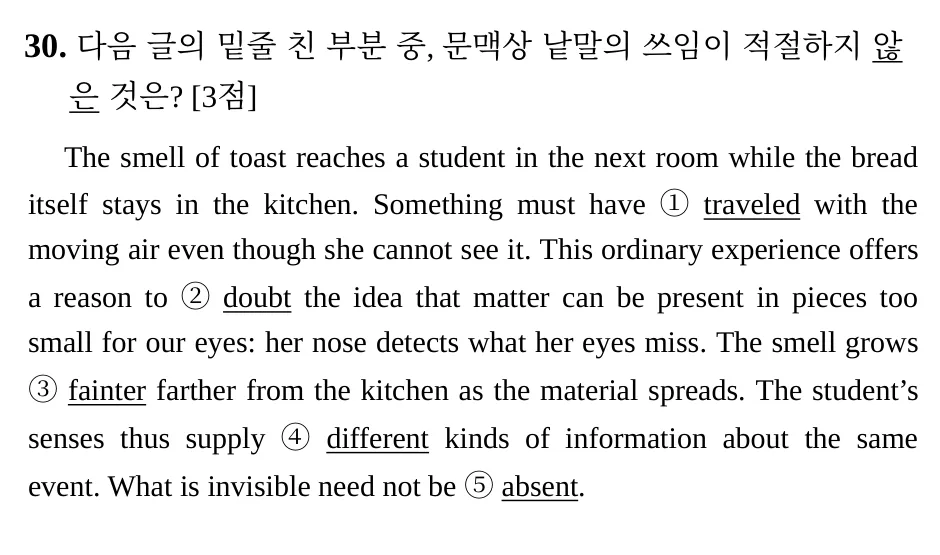 30. 다음 글의 밑줄 친 부분 중, 문맥상 낱말의 쓰임이 적절하지 않
은 것은? [3점]
The smell of toast reaches a student in the next room while the bread
itself stays in the kitchen. Something must have ① traveled with the
moving air even though she cannot see it. This ordinary experience offers
a reason to ② doubt the idea that matter can be present in pieces too
small for our eyes: her nose detects what her eyes miss. The smell grows
③ fainter farther from the kitchen as the material spreads. The student’s
senses thus supply ④ different kinds of information about the same
event. What is invisible need not be ⑤ absent.